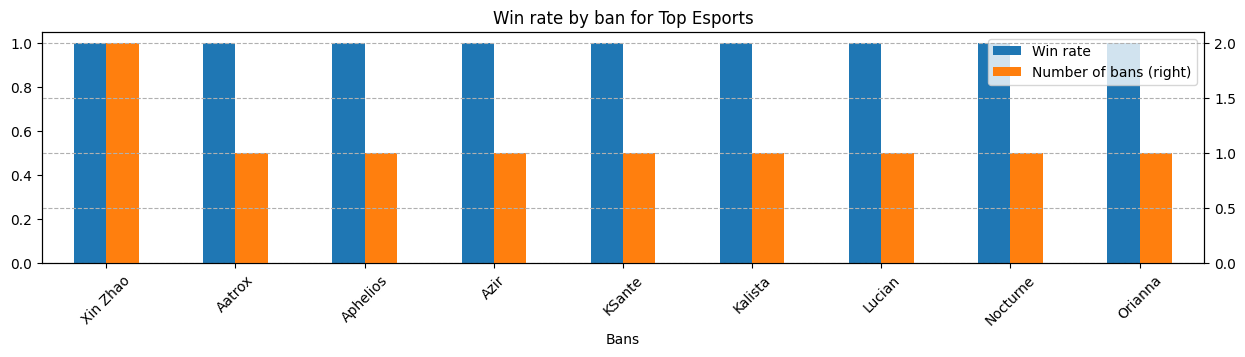 Win rate by ban for Top Esports
1.0
0.8
0.6
0.4
0.2
0.0
2.0
1.5
1.0
0.5
0.0
Win rate
Number of bans (right)
Xin Zhao
Aatrox
Aphelios
Azir
KSante
Kalista
Lucian
Nocturne
Orianna
Bans